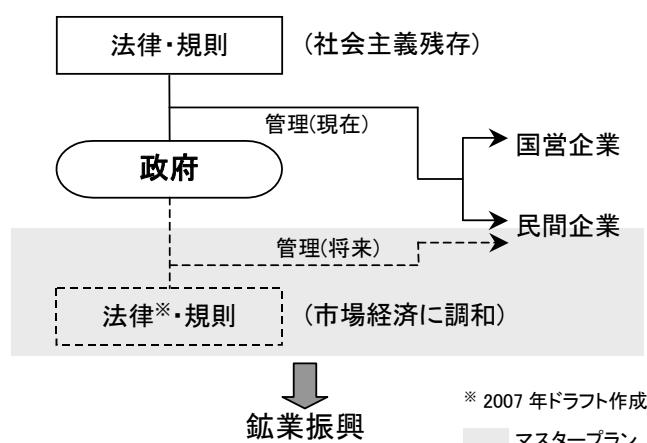 法律・規則 (社会主義残存)
管理(現在)
国営企業
政府
民間企業
管理(将来)
法律※・規則 (市場経済に調和)
鉱業振興
※ 2007 年ドラフト作成
マスタープラン